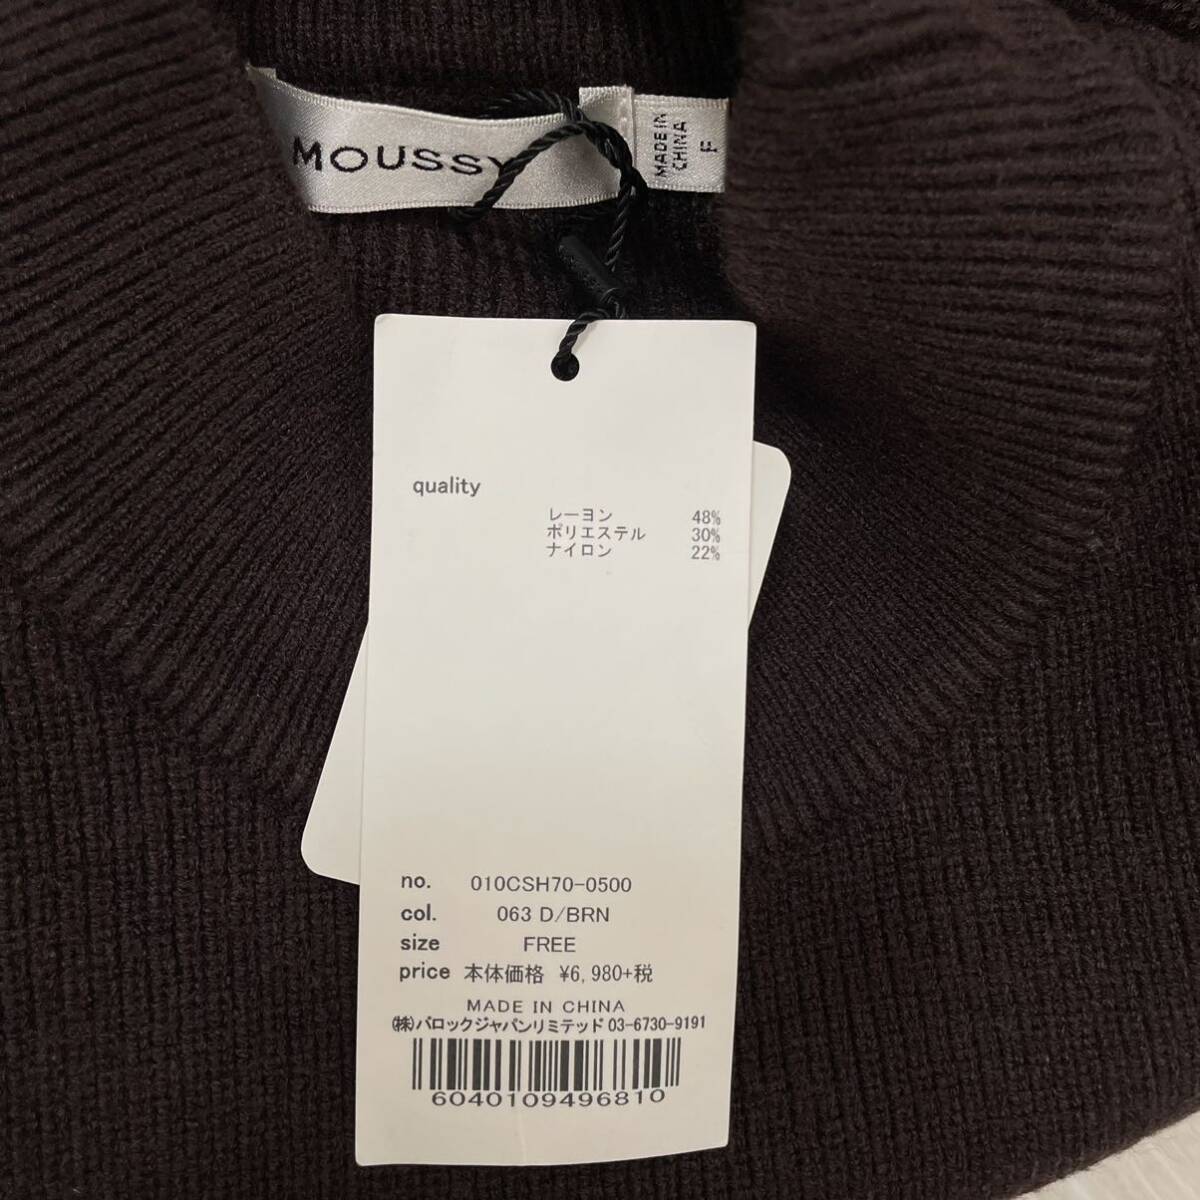 MOUSSY
MADE IN
CHINA
F
quality
レーヨン 48%
ポリエステル 30%
ナイロン 22%
no. 010CSH70-0500
col. 063 D/BRN
size FREE
price 本体価格 ¥6,980+税
MADE IN CHINA
㈱バロックジャパンリミテッド 03-6730-9191
6040109496810